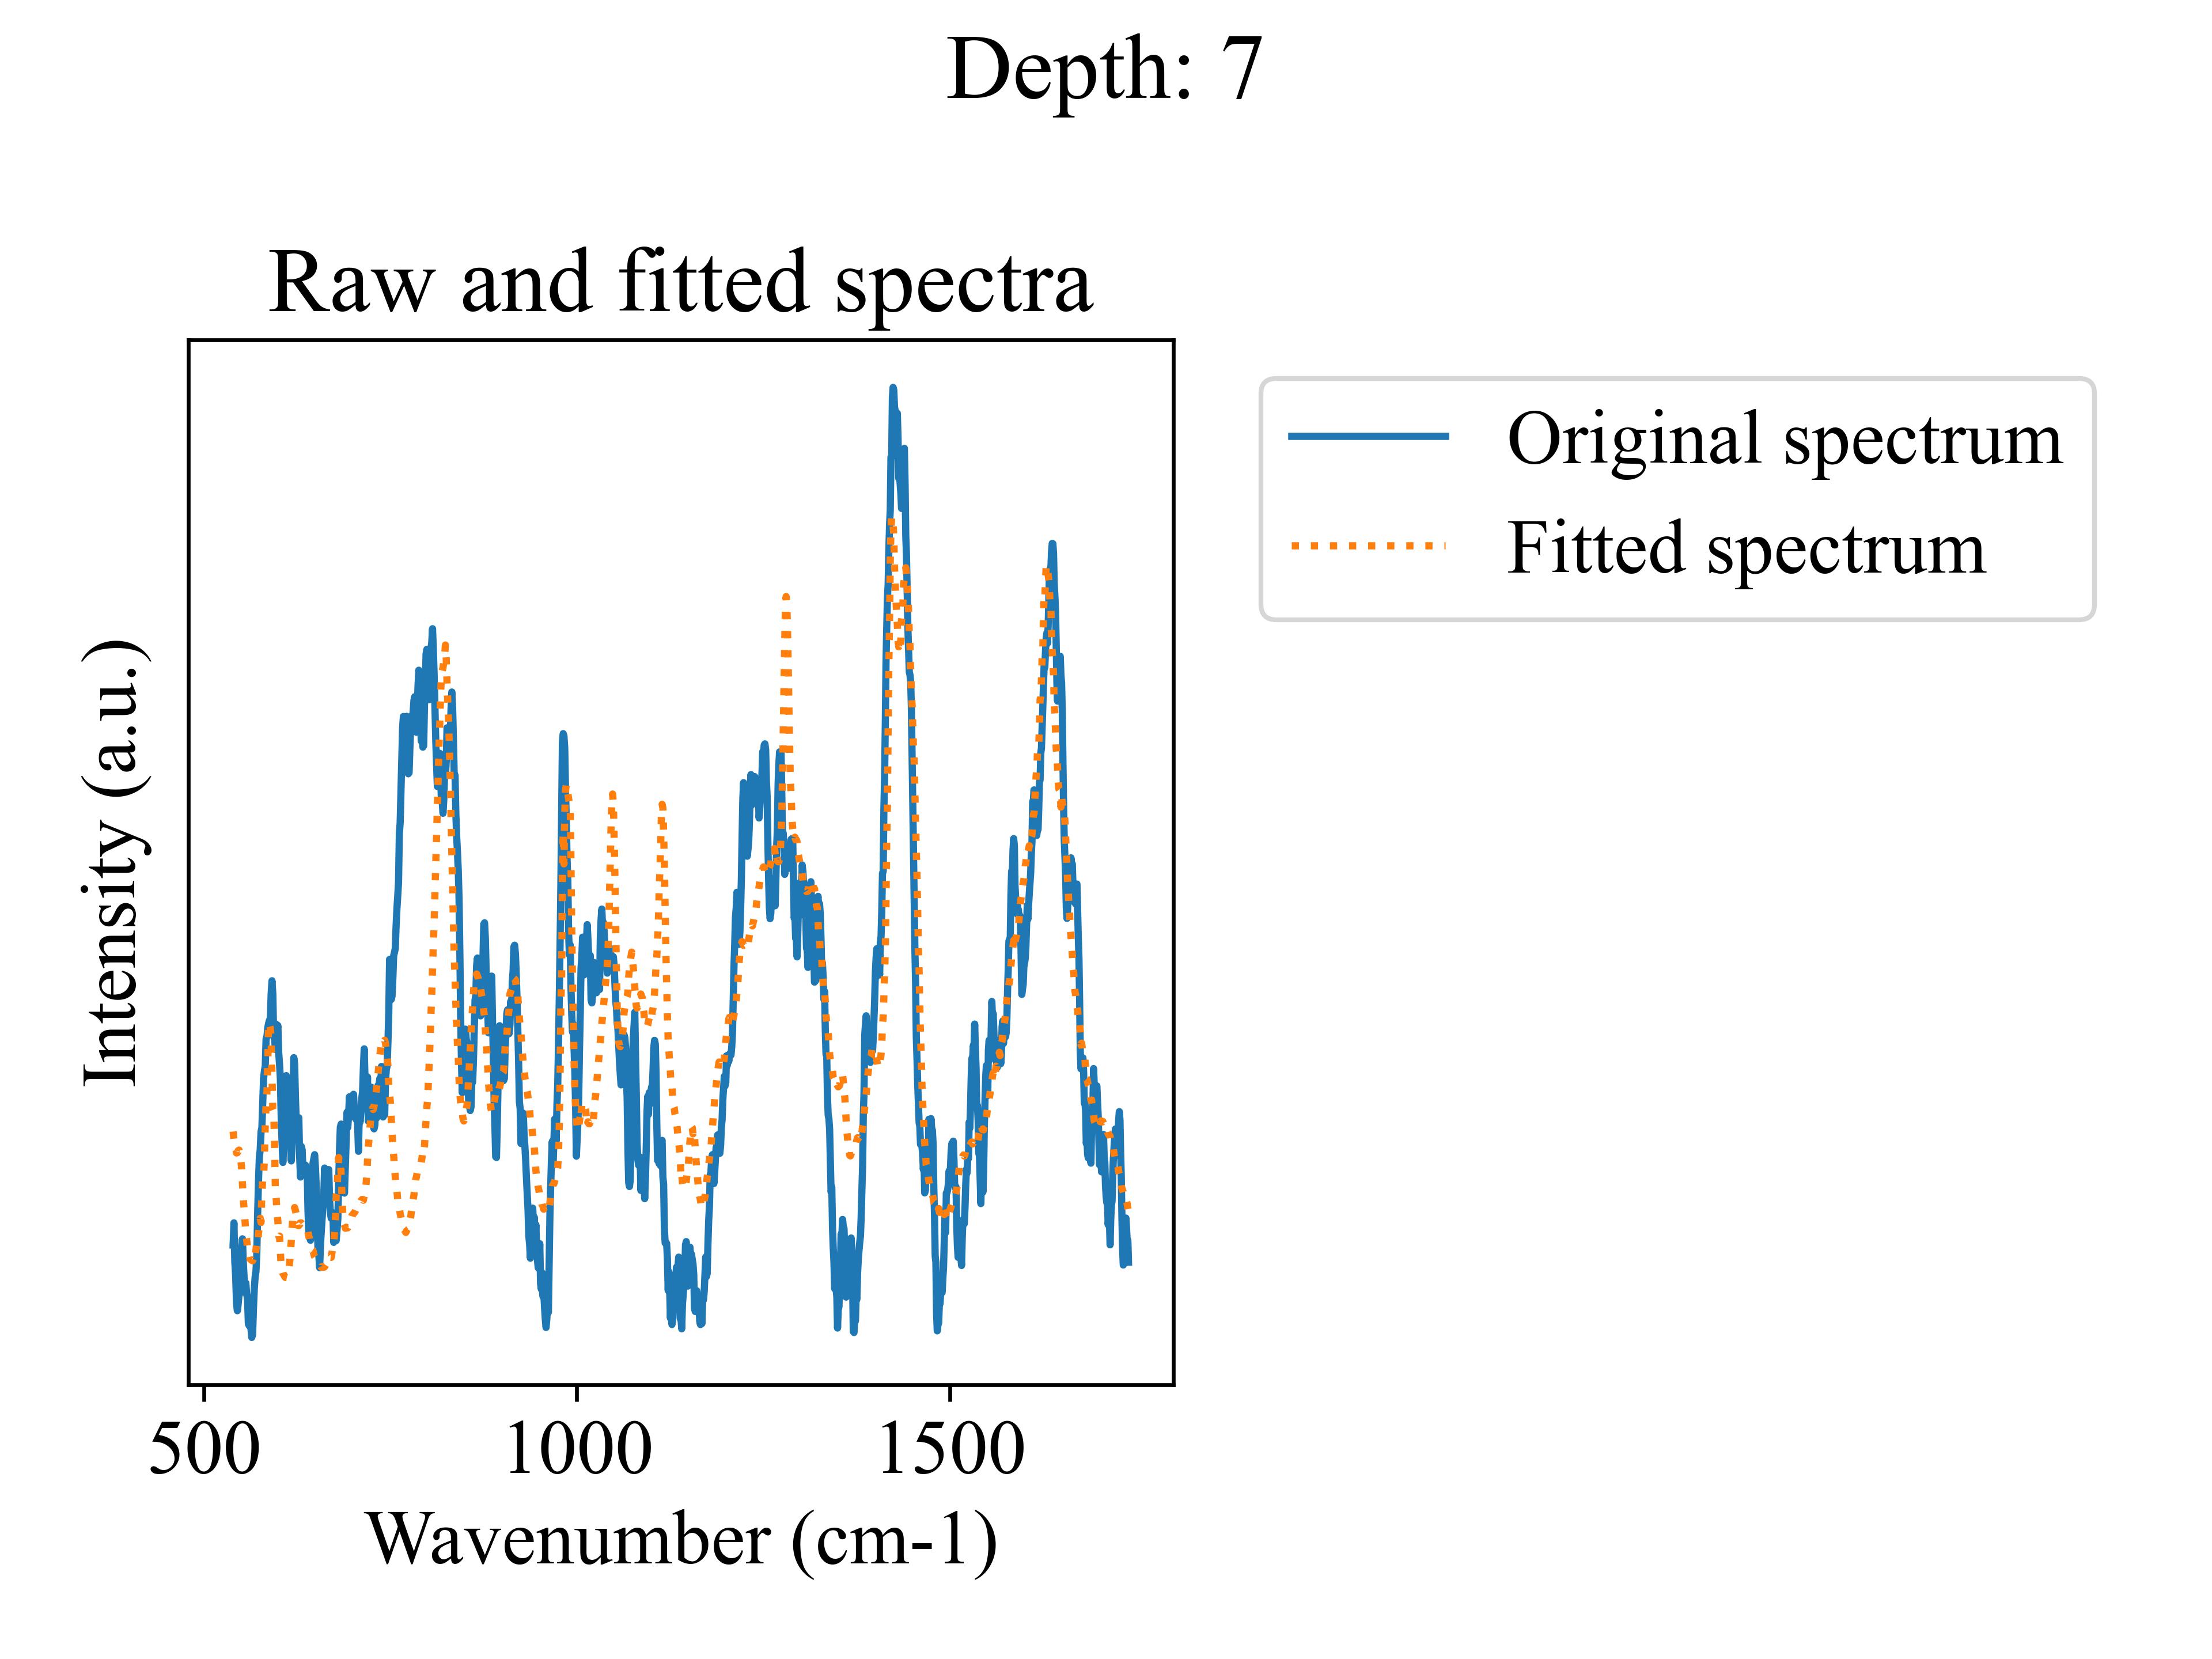 Depth: 7
Raw and fitted spectra
Original spectrum
Fitted spectrum
Intensity (a.u.)
500 1000 1500
Wavenumber (cm-1)